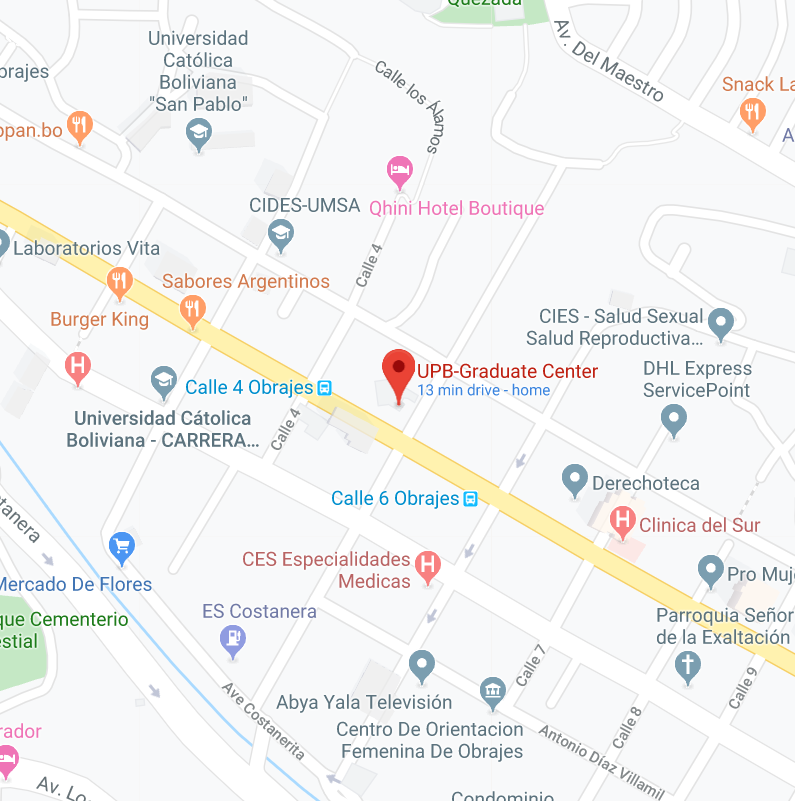 Quezada
Av. Del Maestro
Universidad
Católica
Boliviana
"San Pablo"
Calle los Álamos
brajes
Snack La
ppan.bo
A
CIDES-UMSA
Qhini Hotel Boutique
Calle 4
Laboratorios Vita
Sabores Argentinos
Burger King
CIES - Salud Sexual
Salud Reproductiva...
H
UPB-Graduate Center
13 min drive - home
DHL Express
ServicePoint
Calle 4 Obrajes
Universidad Cátolica
Boliviana - CARRERA...
Calle 4
Calle 6 Obrajes
Derechoteca
H
Clinica del Sur
ostanera
CES Especialidades
Medicas
H
Mercado De Flores
Pro Muj
ES Costanera
que Cementerio
estial
Parroquia Señor
de la Exaltación
Calle 7
Calle 9
Ave Costanerita
Abya Yala Televisión
Calle 8
Centro De Orientacion
Femenina De Obrajes
Antonio Diaz Villamil
rador
Av. Lo
Condominio